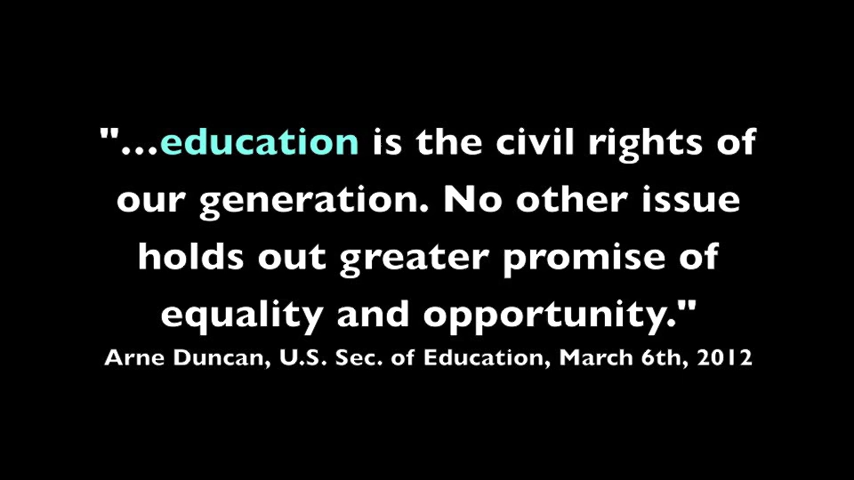 "...education is the civil rights of
our generation. No other issue
holds out greater promise of
equality and opportunity."
Arne Duncan, U.S. Sec. of Education, March 6th, 2012